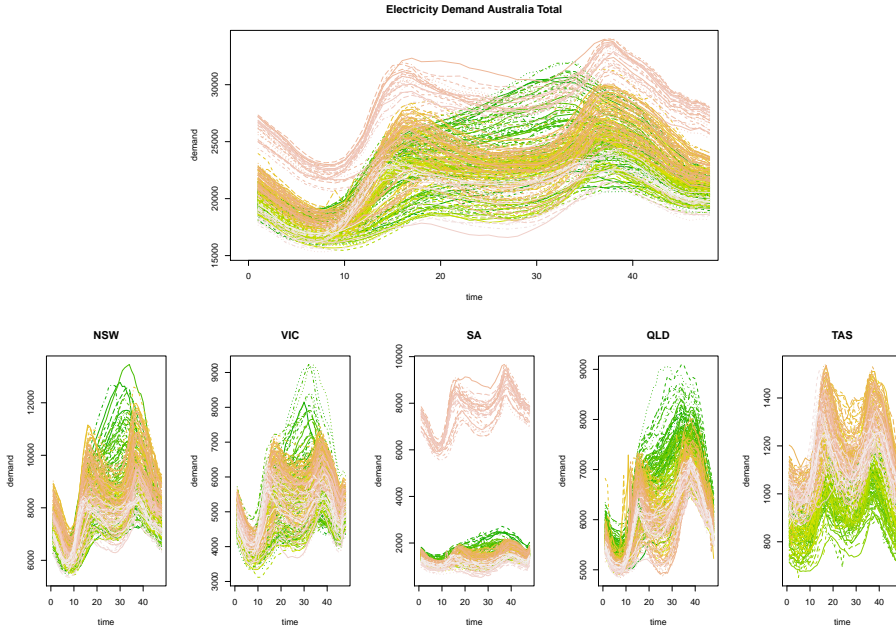 Electricity Demand Australia Total
demand
15000 20000 25000 30000
0 10 20 30 40
time
NSW
demand
6000 8000 10000 12000
0 10 20 30 40
time
VIC
demand
3000 4000 5000 6000 7000 8000 9000
0 10 20 30 40
time
SA
demand
2000 4000 6000 8000 10000
0 10 20 30 40
time
QLD
demand
5000 6000 7000 8000 9000
0 10 20 30 40
time
TAS
demand
800 1000 1200 1400
0 10 20 30 40
time